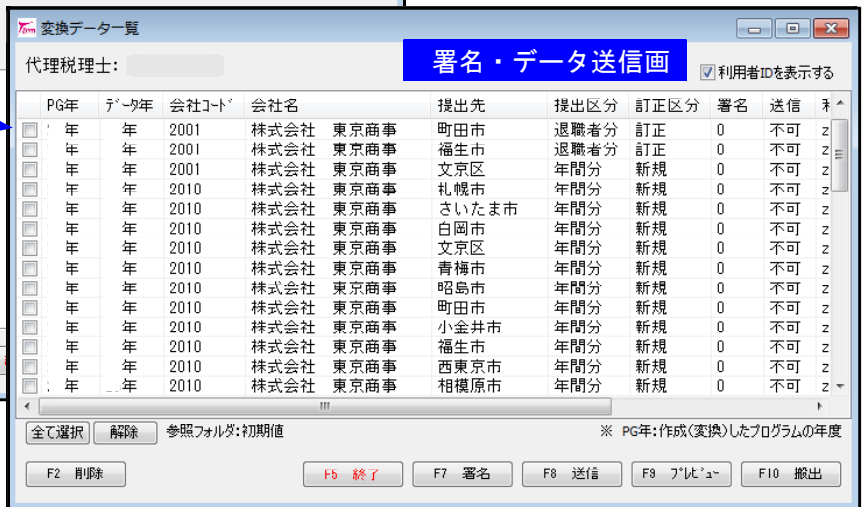 変換データ一覧
代理税理士:
署名・データ送信画
利用者IDを表示する
PG年 データ年 会社コード 会社名 提出先 提出区分 訂正区分 署名 送信
年 年 2001 株式会社 東京商事 町田市 退職者分 訂正 0 不可 z
年 年 2001 株式会社 東京商事 福生市 退職者分 訂正 0 不可 z
年 年 2001 株式会社 東京商事 文京区 年間分 新規 0 不可 z
年 年 2010 株式会社 東京商事 札幌市 年間分 新規 0 不可 z
年 年 2010 株式会社 東京商事 さいたま市 年間分 新規 0 不可 z
年 年 2010 株式会社 東京商事 白岡市 年間分 新規 0 不可 z
年 年 2010 株式会社 東京商事 文京区 年間分 新規 0 不可 z
年 年 2010 株式会社 東京商事 青梅市 年間分 新規 0 不可 z
年 年 2010 株式会社 東京商事 昭島市 年間分 新規 0 不可 z
年 年 2010 株式会社 東京商事 町田市 年間分 新規 0 不可 z
年 年 2010 株式会社 東京商事 小金井市 年間分 新規 0 不可 z
年 年 2010 株式会社 東京商事 福生市 年間分 新規 0 不可 z
年 年 2010 株式会社 東京商事 西東京市 年間分 新規 0 不可 z
年 年 2010 株式会社 東京商事 相模原市 年間分 新規 0 不可 z
全て選択 解除 参照フォルダ:初期値 ※ PG年:作成(変換)したプログラムの年度
F2 削除 F5 終了 F7 署名 F8 送信 F9 プレビュー F10 搬出